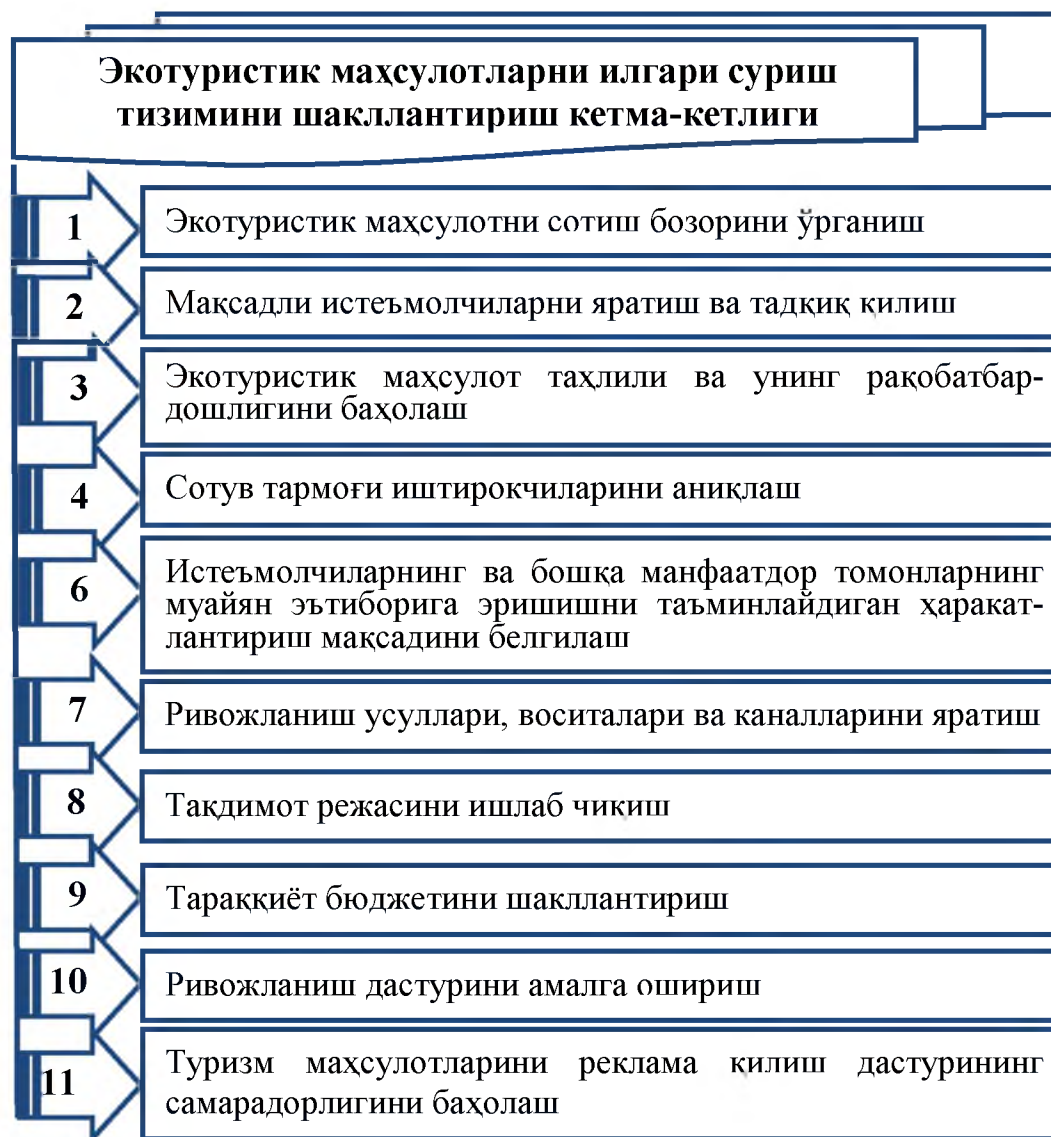 Экотуристик маҳсулотларни илгари суриш
тизимини шакллантириш кетма-кетлиги
1
Экотуристик маҳсулотни сотиш бозорини ўрганиш
2
Мақсадли истеъмолчиларни яратиш ва тадқиқ қилиш
3
Экотуристик маҳсулот таҳлили ва унинг рақобатбар-
дошлигини баҳолаш
4
Сотув тармоғи иштирокчиларини аниқлаш
6
Истеъмолчиларнинг ва бошқа манфаатдор томонларнинг
муайян эътиборига эришишни таъминлайдиган ҳаракат-
лантириш мақсадини белгилаш
7
Ривожланиш усуллари, воситалари ва каналларини яратиш
8
Тақдимот режасини ишлаб чиқиш
9
Тараққиёт бюджетини шакллантириш
10
Ривожланиш дастурини амалга ошириш
11
Туризм маҳсулотларини реклама қилиш дастурининг
самарадорлигини баҳолаш